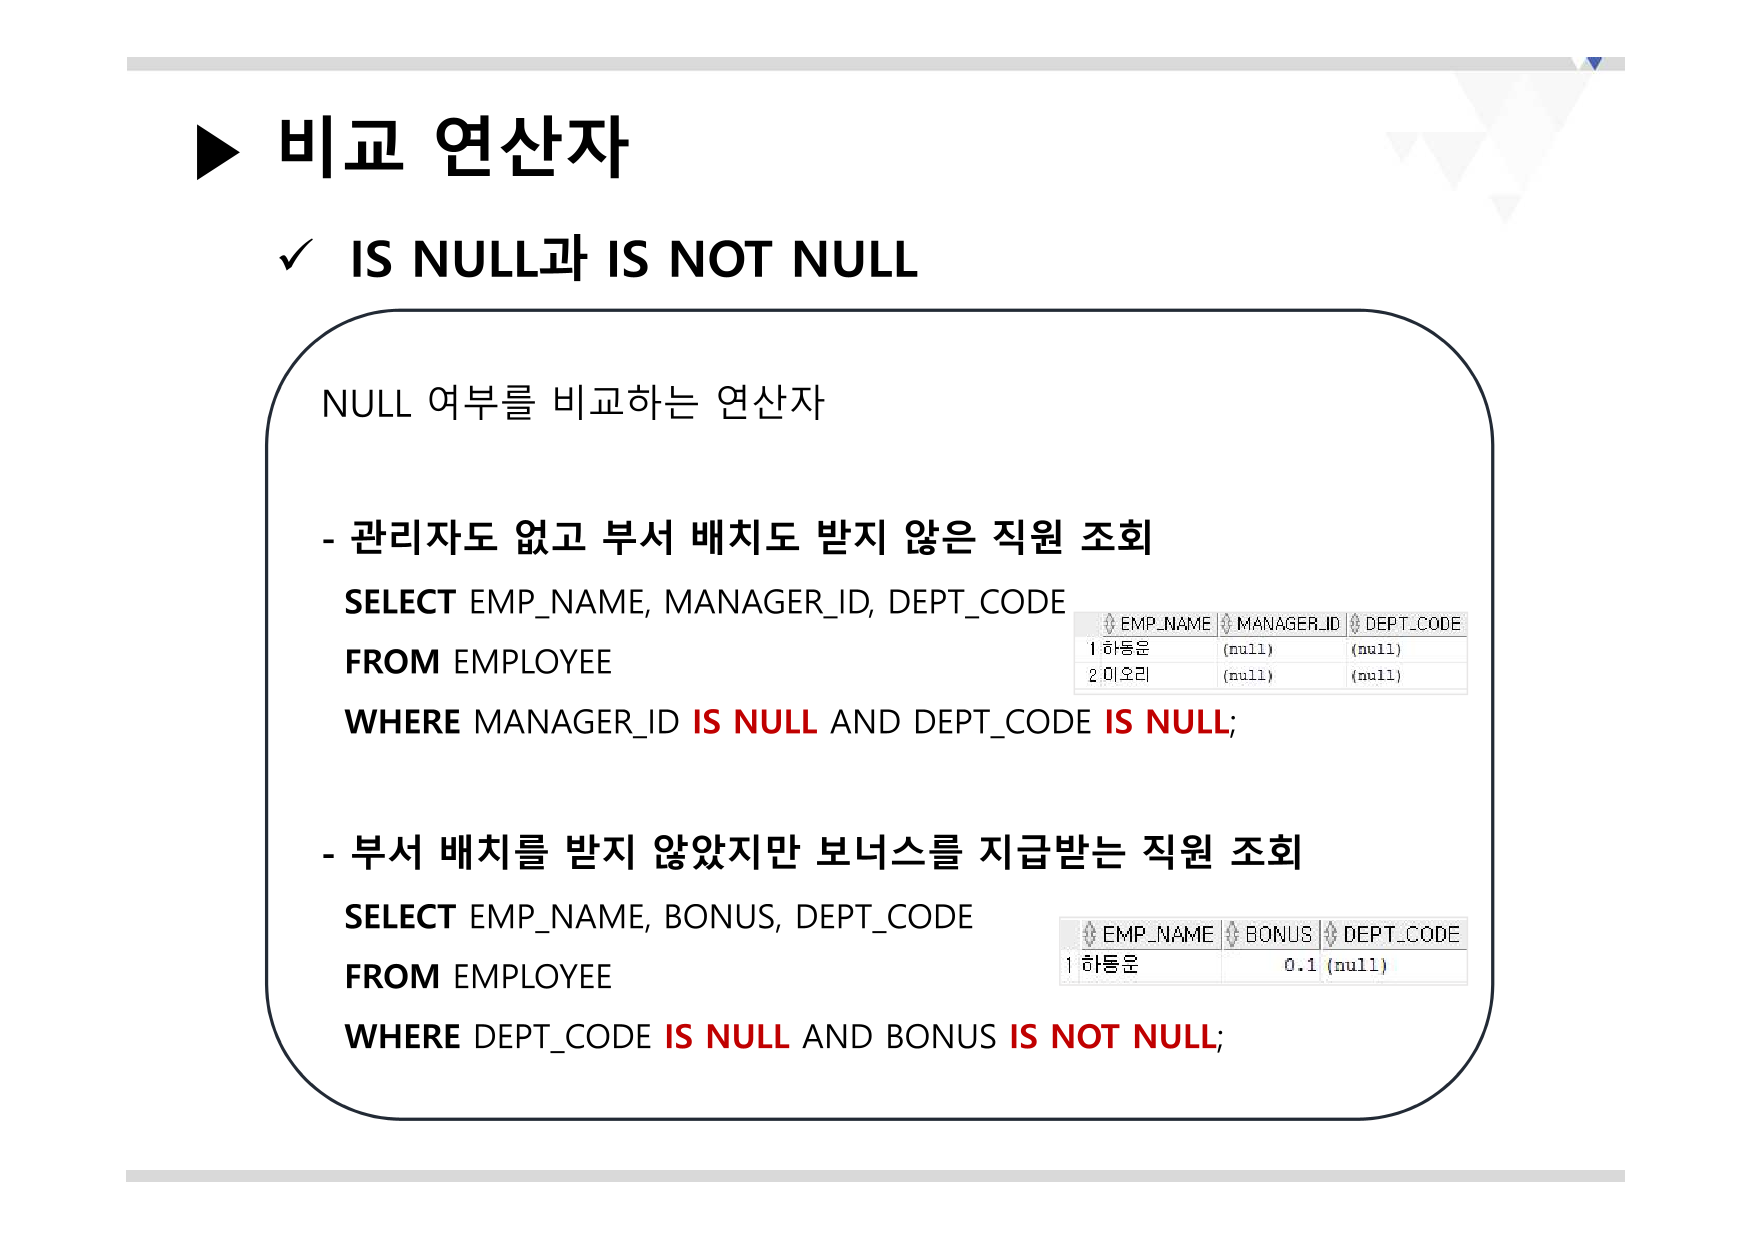 ▶ 비교 연산자
✓ IS NULL과 IS NOT NULL
NULL 여부를 비교하는 연산자
- 관리자도 없고 부서 배치도 받지 않은 직원 조회
SELECT EMP_NAME, MANAGER_ID, DEPT_CODE
FROM EMPLOYEE
WHERE MANAGER_ID IS NULL AND DEPT_CODE IS NULL;
EMP_NAME MANAGER_ID DEPT_CODE
1 하동운 (null) (null)
2 이오리 (null) (null)
- 부서 배치를 받지 않았지만 보너스를 지급받는 직원 조회
SELECT EMP_NAME, BONUS, DEPT_CODE
FROM EMPLOYEE
WHERE DEPT_CODE IS NULL AND BONUS IS NOT NULL;
EMP_NAME BONUS DEPT_CODE
1 하동운 0.1 (null)